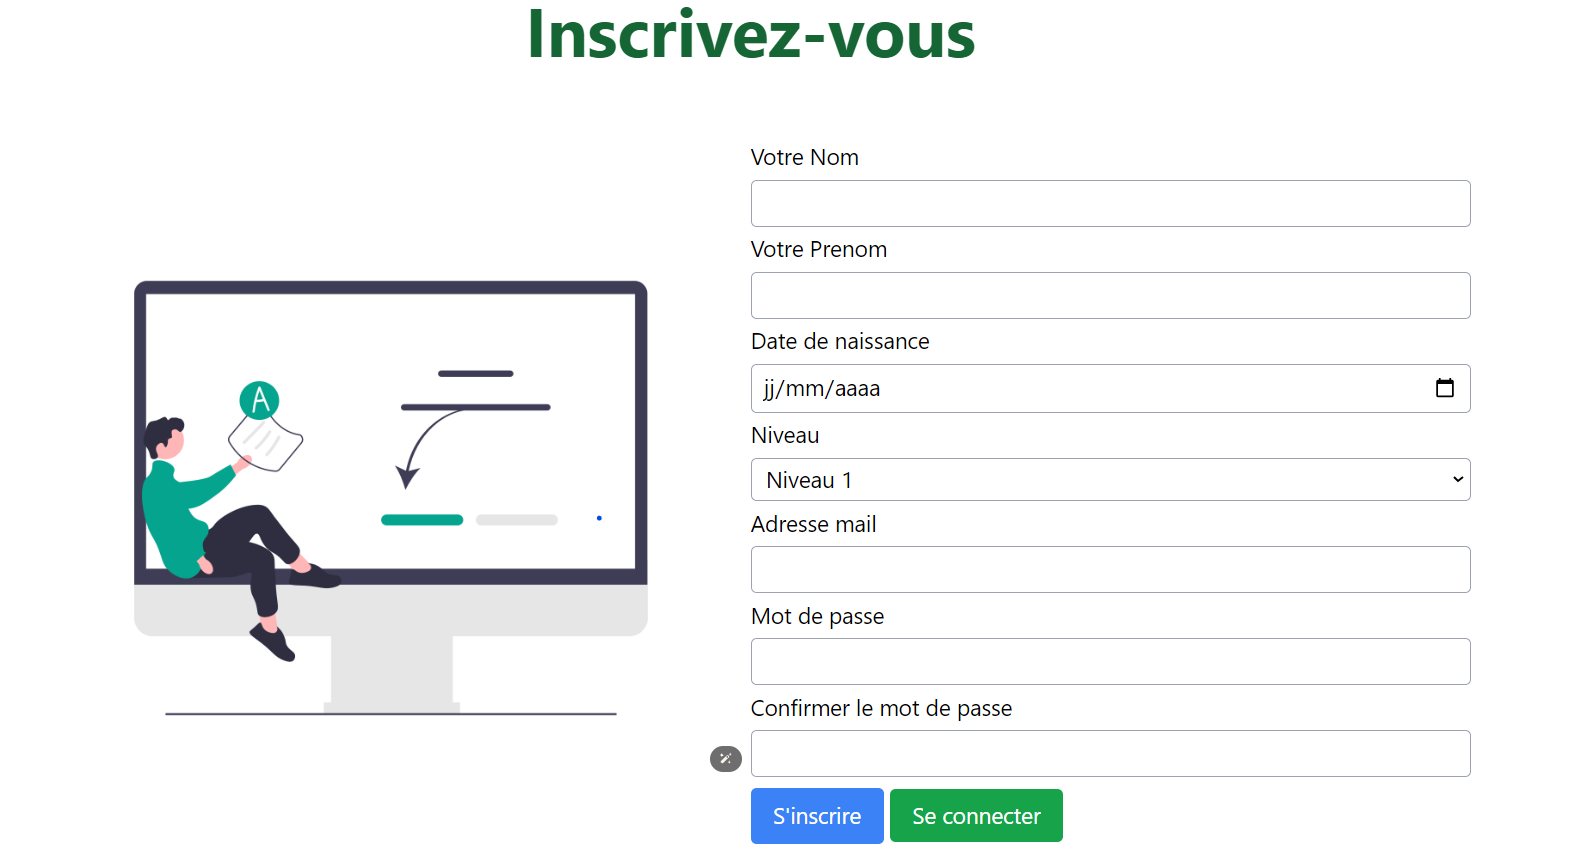 Inscrivez-vous
Votre Nom
Votre Prenom
Date de naissance
jj/mm/aaaa
Niveau
Niveau 1
Adresse mail
Mot de passe
Confirmer le mot de passe
S'inscrire Se connecter
A